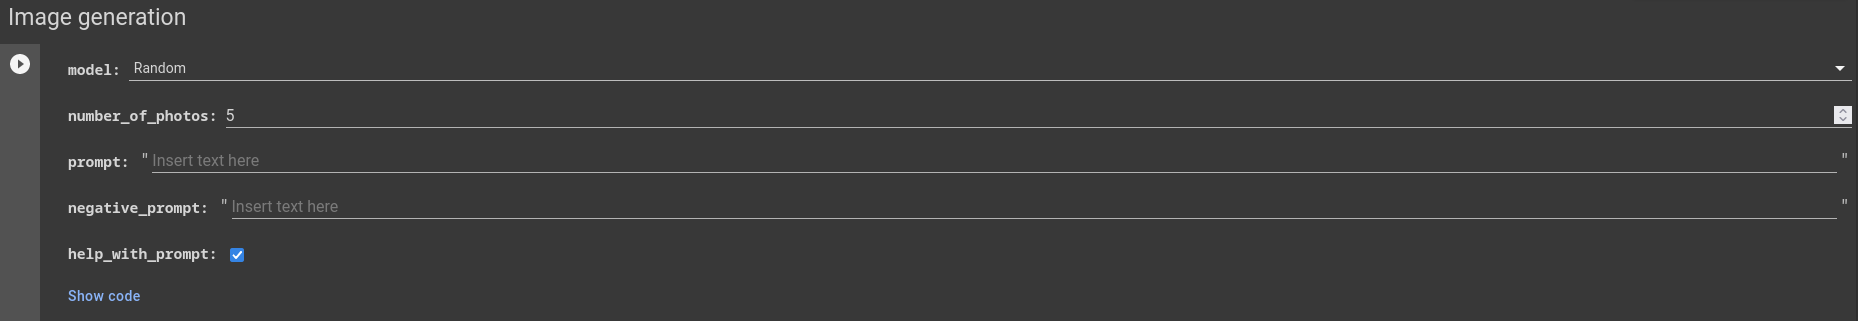 Image generation
model: Random
number_of_photos: 5
prompt: "Insert text here"
negative_prompt: "Insert text here"
help_with_prompt:
Show code